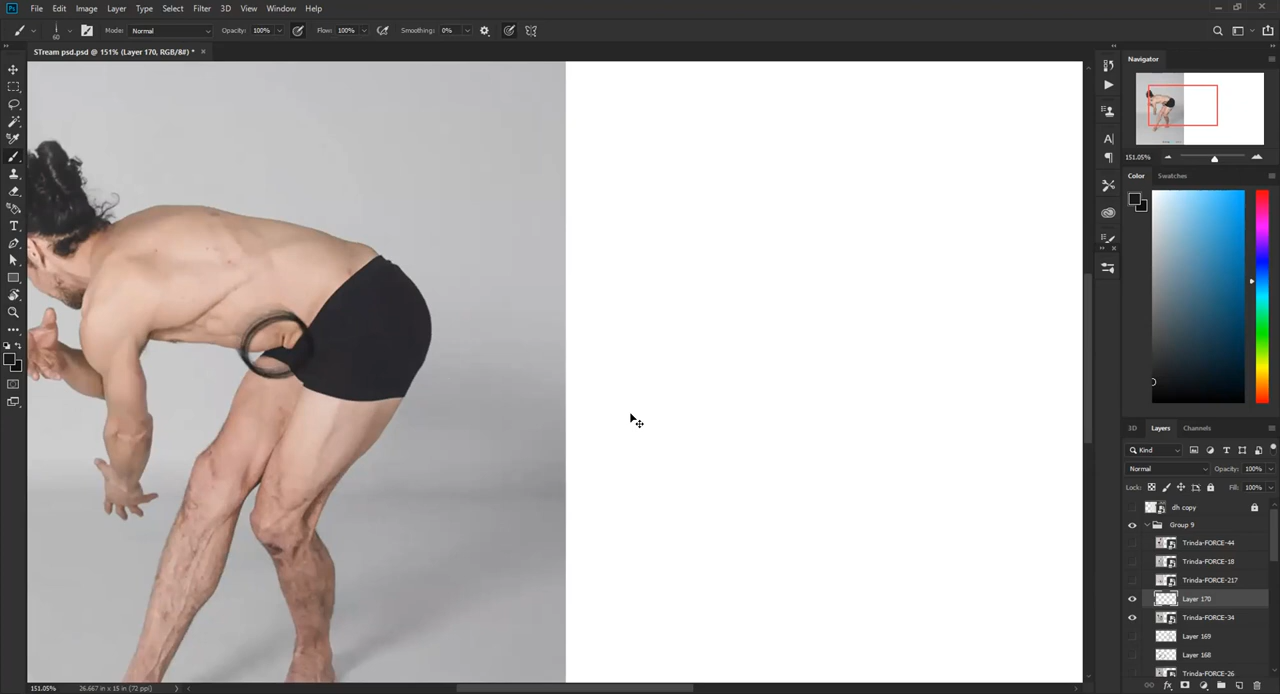 Ps File Edit Image Layer Type Select Filter 3D View Window Help
60 Mode: Normal Opacity: 100% Flow: 100% Smoothing: 0%
STream psd.psd @ 151% (Layer 170, RGB/8#) * ×
Navigator
151.05%
Color Swatches
3D Layers Channels
Kind
Normal Opacity: 100%
Lock: Fill: 100%
dh copy
Group 9
Trinda-FORCE-44
Trinda-FORCE-18
Trinda-FORCE-217
Layer 170
Trinda-FORCE-34
Layer 169
Layer 168
Trinda-FORCE-26
151.05% 26.667 in x 15 in (72 ppi)